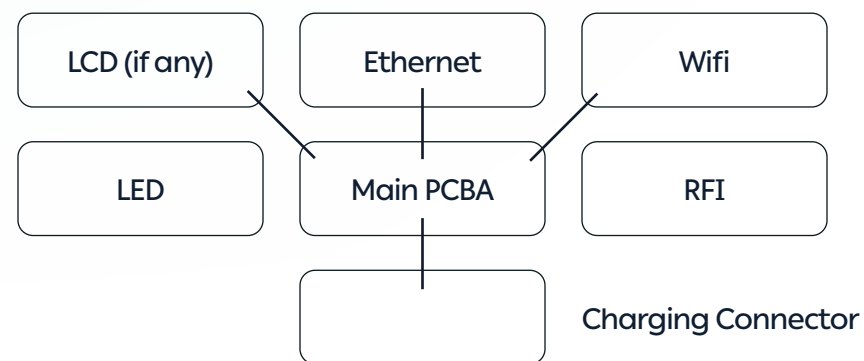 LCD (if any)
Ethernet
Wifi
LED
Main PCBA
RFI
Charging Connector